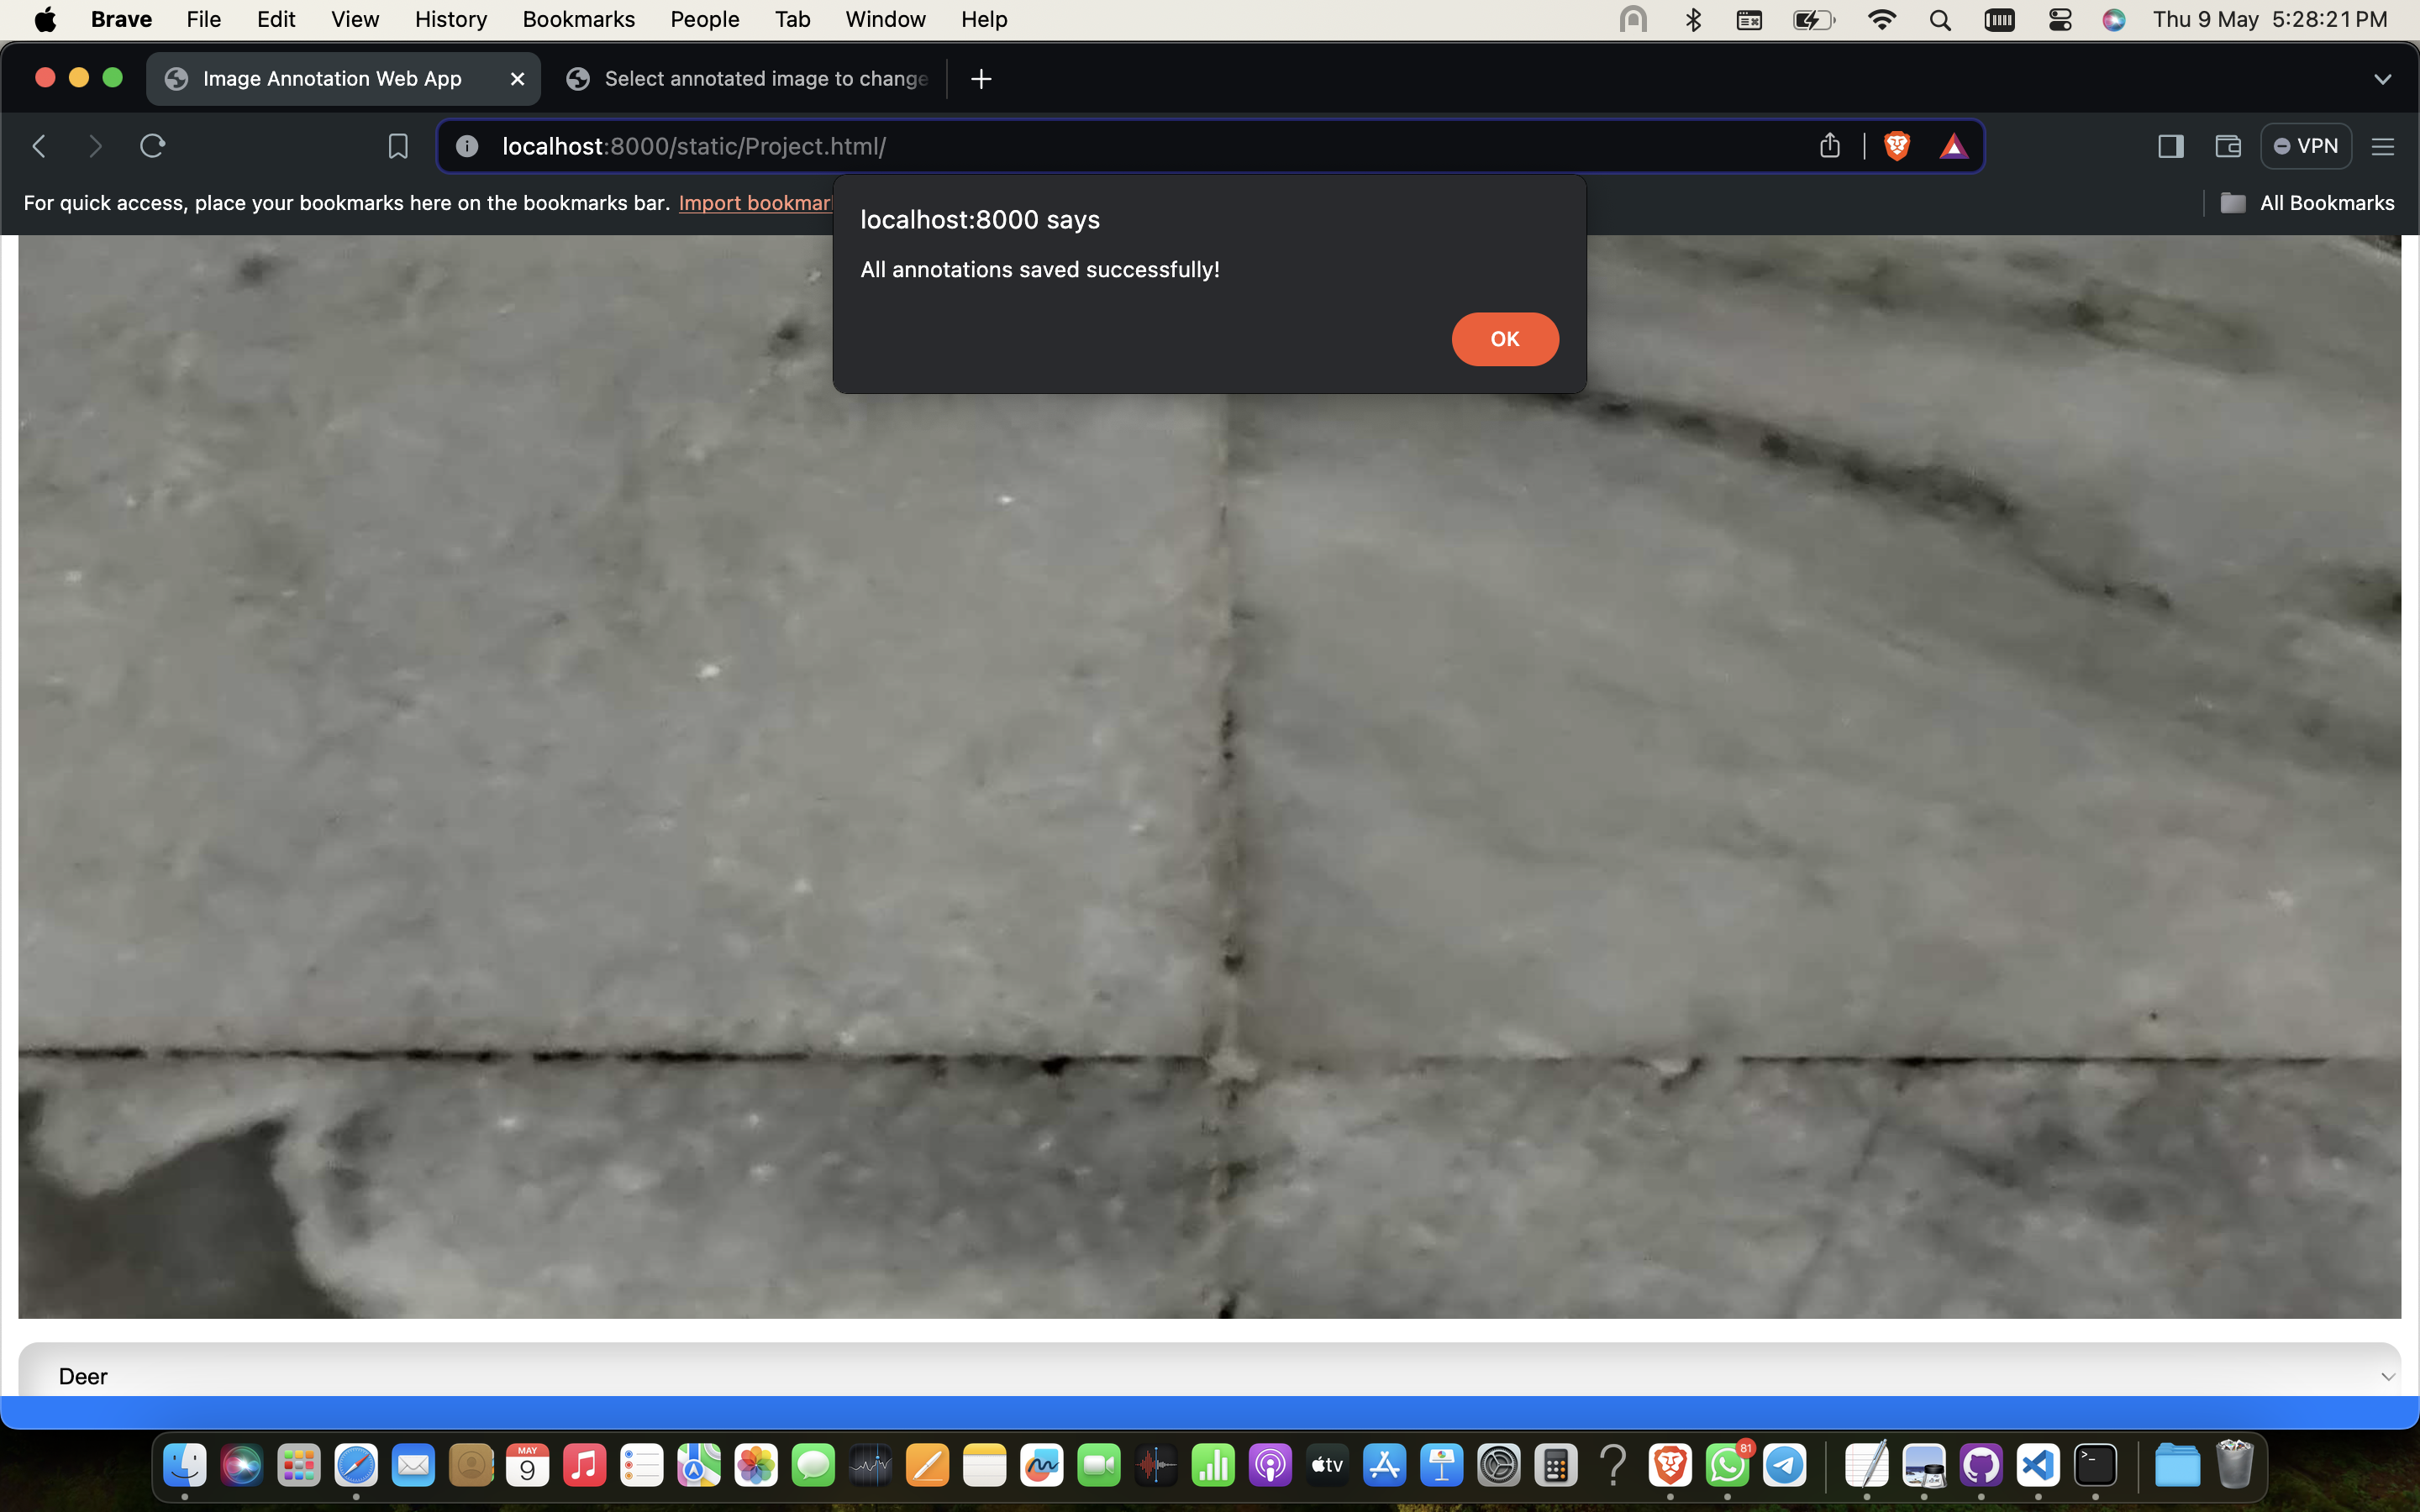 Brave File Edit View History Bookmarks People Tab Window Help Thu 9 May 5:28:21 PM
Image Annotation Web App Select annotated image to change
localhost:8000/static/Project.html/ VPN
For quick access, place your bookmarks here on the bookmarks bar. Import bookmar All Bookmarks
localhost:8000 says
All annotations saved successfully!
OK
Deer
MAY
9
tv
81